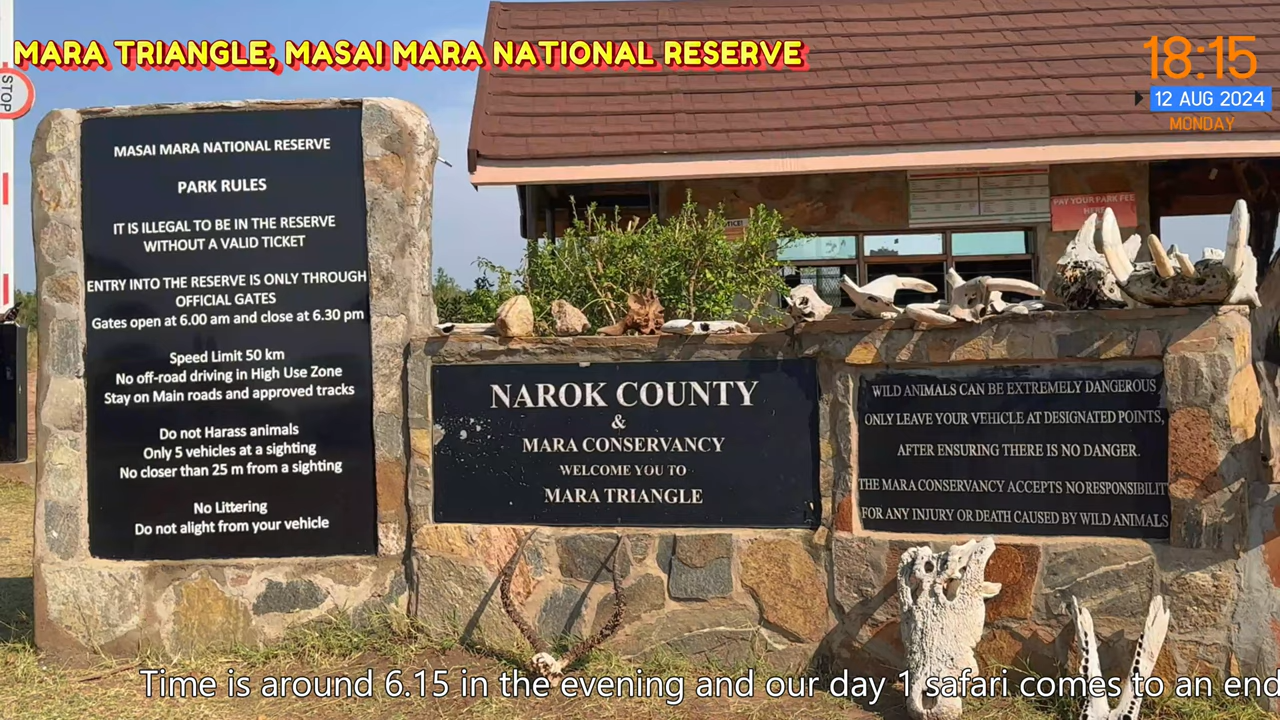 MARA TRIANGLE, MASAI MARA NATIONAL RESERVE
18:15
12 AUG 2024
MONDAY
STOP
MASAI MARA NATIONAL RESERVE
PARK RULES
IT IS ILLEGAL TO BE IN THE RESERVE
WITHOUT A VALID TICKET
ENTRY INTO THE RESERVE IS ONLY THROUGH
OFFICIAL GATES
Gates open at 6.00 am and close at 6.30 pm
Speed Limit 50 km
No off-road driving in High Use Zone
Stay on Main roads and approved tracks
Do not Harass animals
Only 5 vehicles at a sighting
No closer than 25 m from a sighting
No Littering
Do not alight from your vehicle
PAY YOUR PARK FEE
HERE
NAROK COUNTY
&
MARA CONSERVANCY
WELCOME YOU TO
MARA TRIANGLE
WILD ANIMALS CAN BE EXTREMELY DANGEROUS
ONLY LEAVE YOUR VEHICLE AT DESIGNATED POINTS,
AFTER ENSURING THERE IS NO DANGER.
THE MARA CONSERVANCY ACCEPTS NO RESPONSIBILIT
FOR ANY INJURY OR DEATH CAUSED BY WILD ANIMALS
Time is around 6.15 in the evening and our day 1 safari comes to an end